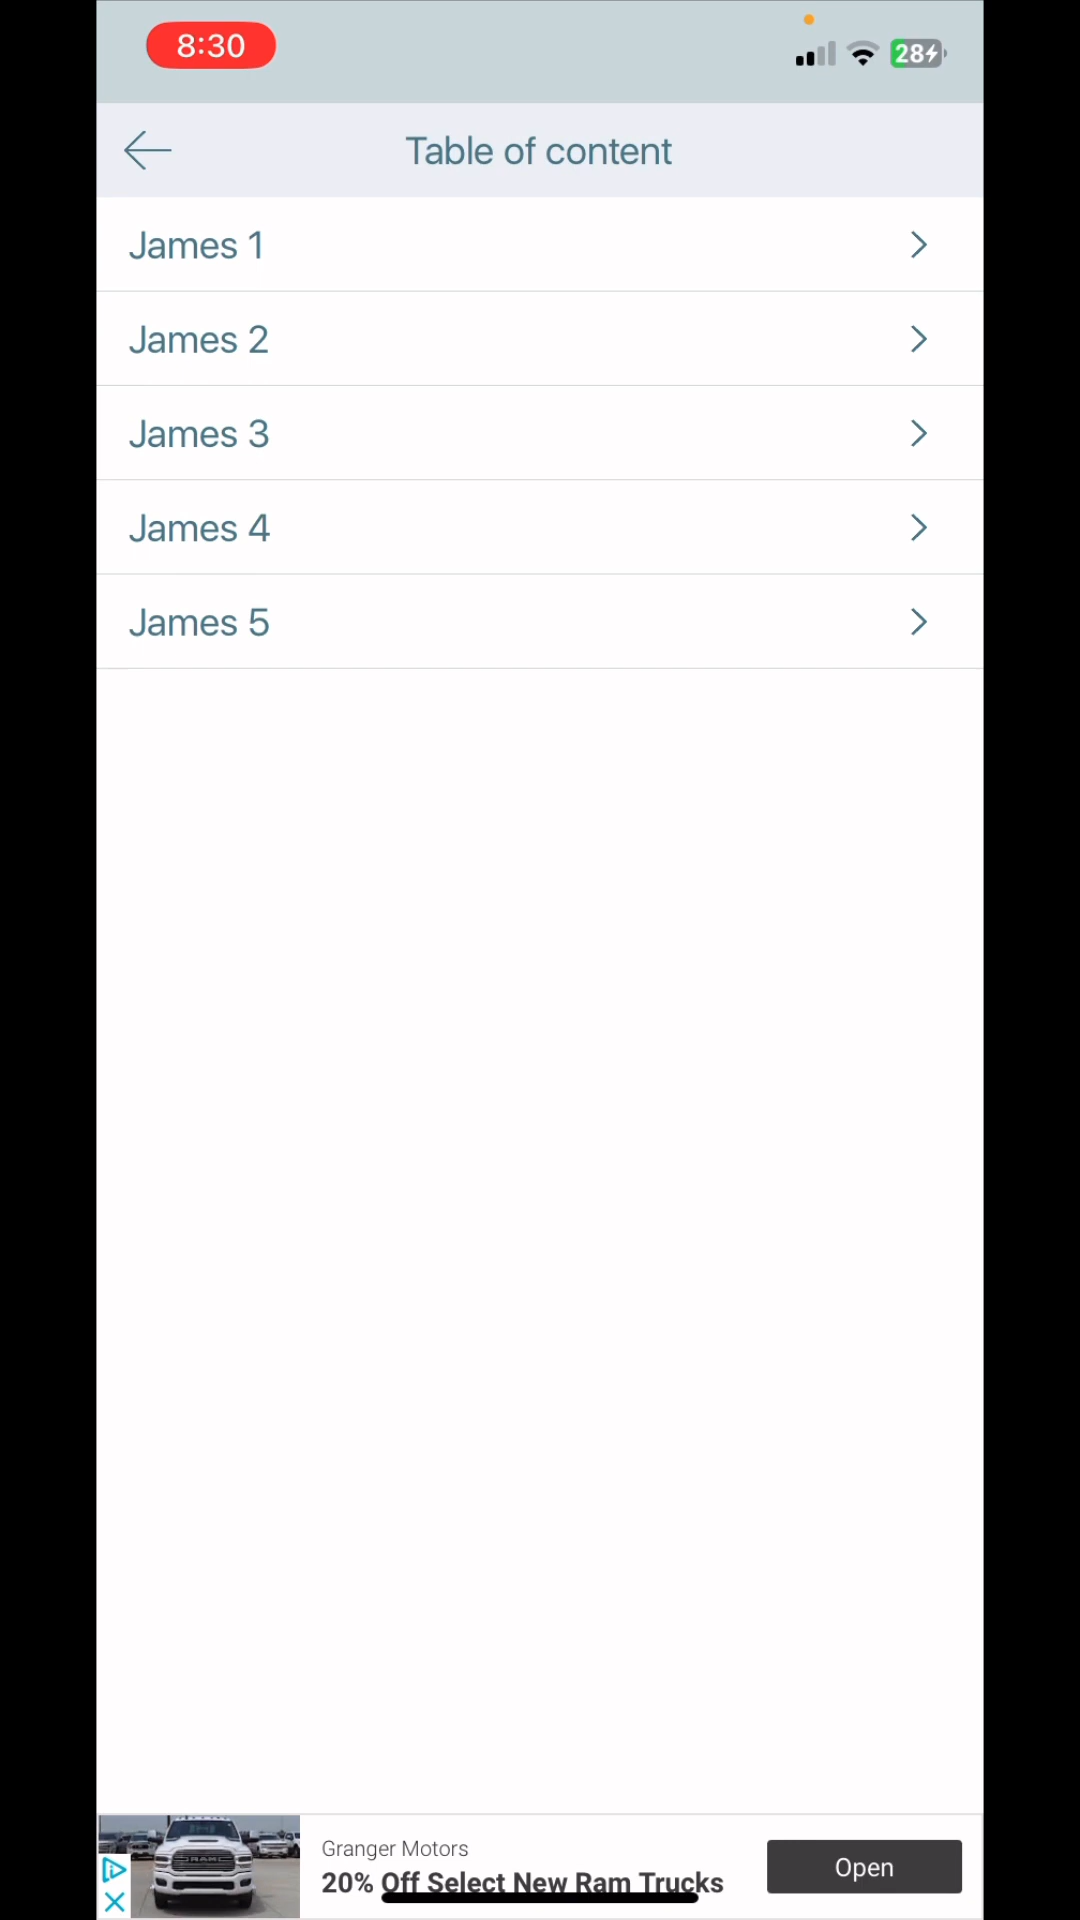 8:30
28
Table of content
James 1
James 2
James 3
James 4
James 5
Granger Motors
20% Off Select New Ram Trucks
Open
RAM